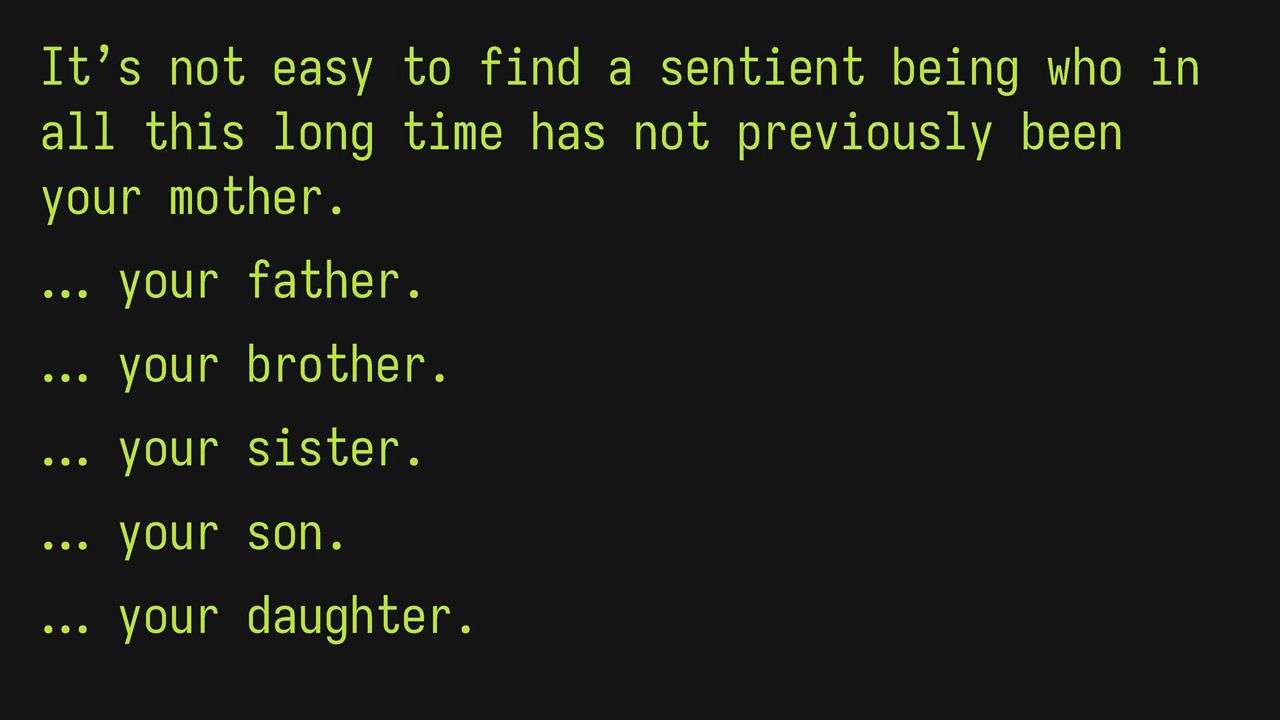 It’s not easy to find a sentient being who in
all this long time has not previously been
your mother.
… your father.
… your brother.
… your sister.
… your son.
… your daughter.